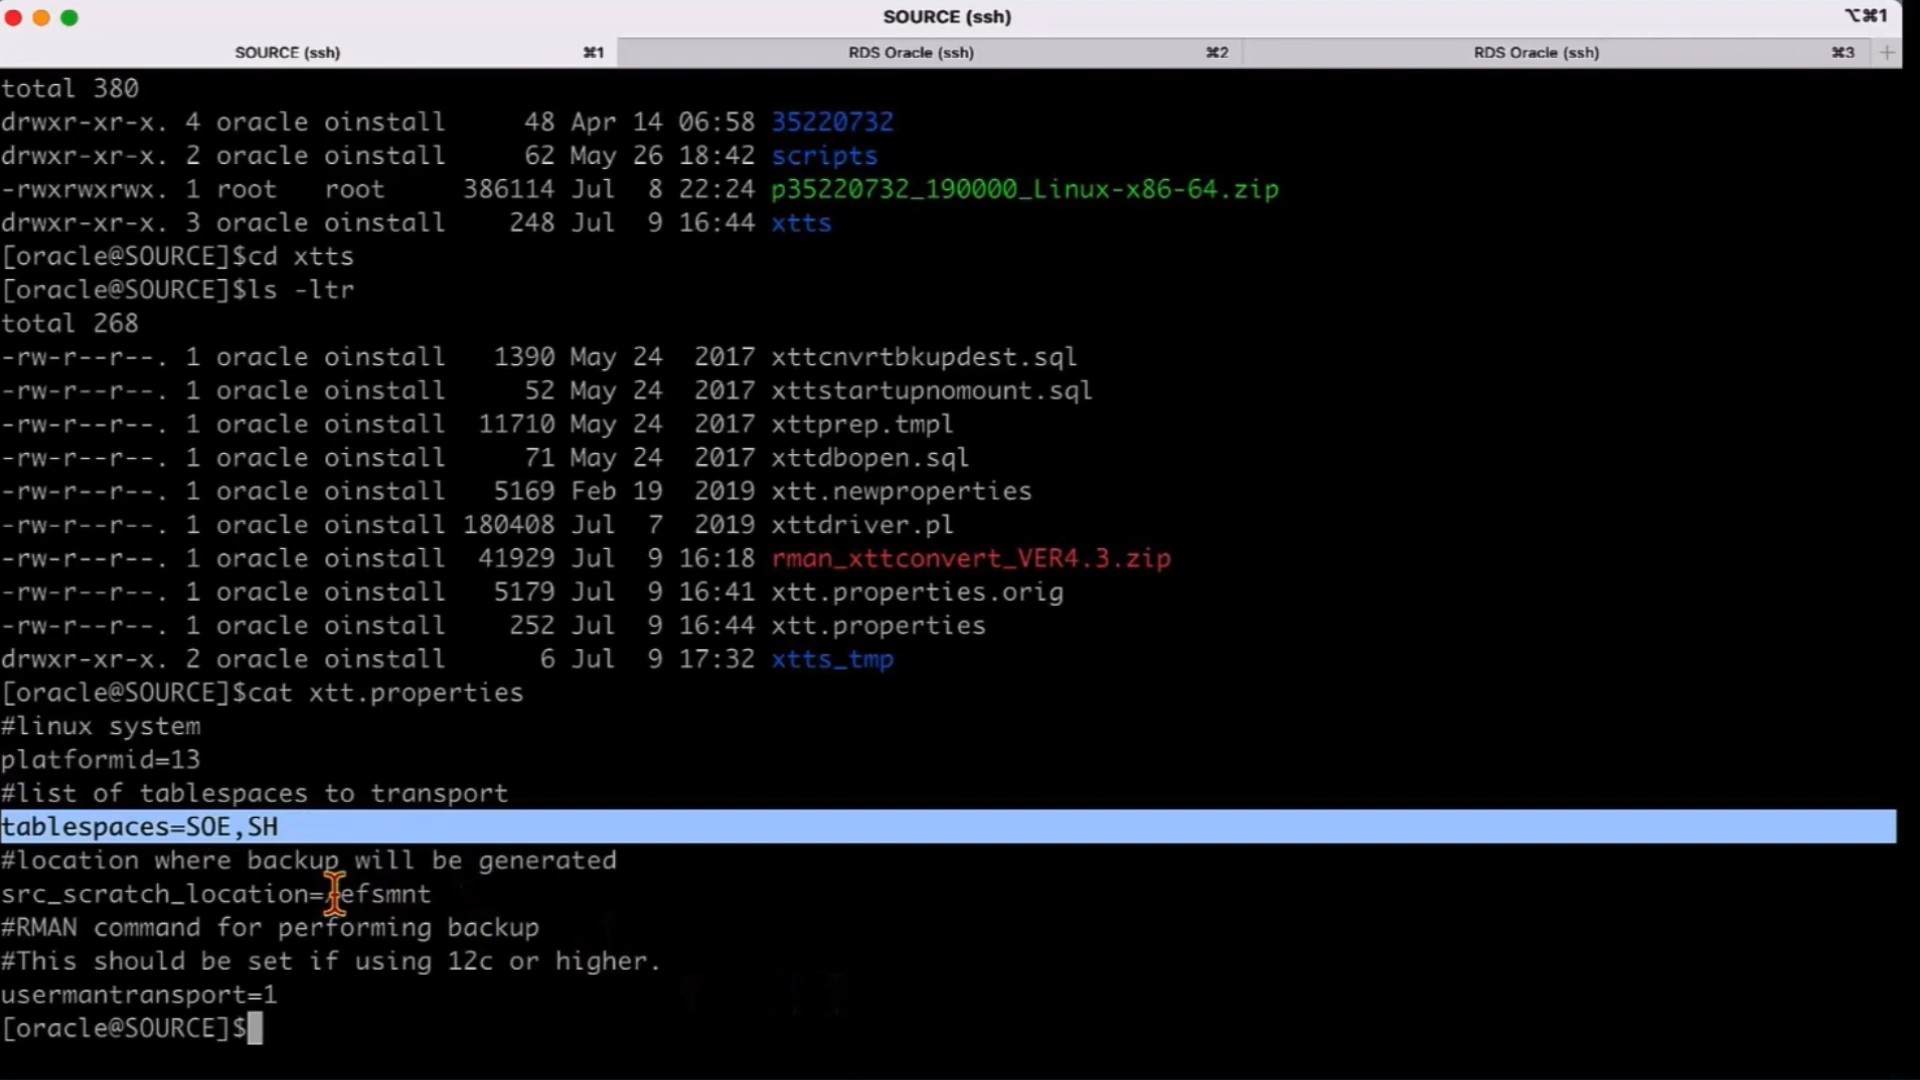 SOURCE (ssh)
⌥⌘1
SOURCE (ssh) ⌘1 RDS Oracle (ssh) ⌘2 RDS Oracle (ssh) ⌘3 +
total 380
drwxr-xr-x. 4 oracle oinstall     48 Apr 14 06:58 35220732
drwxr-xr-x. 2 oracle oinstall     62 May 26 18:42 scripts
-rwxrwxrwx. 1 root   root     386114 Jul  8 22:24 p35220732_190000_Linux-x86-64.zip
drwxr-xr-x. 3 oracle oinstall    248 Jul  9 16:44 xtts
[oracle@SOURCE]$cd xtts
[oracle@SOURCE]$ls -ltr
total 268
-rw-r--r--. 1 oracle oinstall   1390 May 24  2017 xttcnvrtbkupdest.sql
-rw-r--r--. 1 oracle oinstall     52 May 24  2017 xttstartupnomount.sql
-rw-r--r--. 1 oracle oinstall  11710 May 24  2017 xttprep.tmpl
-rw-r--r--. 1 oracle oinstall     71 May 24  2017 xttdbopen.sql
-rw-r--r--. 1 oracle oinstall   5169 Feb 19  2019 xtt.newproperties
-rw-r--r--. 1 oracle oinstall 180408 Jul  7  2019 xttdriver.pl
-rw-r--r--. 1 oracle oinstall  41929 Jul  9 16:18 rman_xttconvert_VER4.3.zip
-rw-r--r--. 1 oracle oinstall   5179 Jul  9 16:41 xtt.properties.orig
-rw-r--r--. 1 oracle oinstall    252 Jul  9 16:44 xtt.properties
drwxr-xr-x. 2 oracle oinstall      6 Jul  9 17:32 xtts_tmp
[oracle@SOURCE]$cat xtt.properties
#linux system
platformid=13
#list of tablespaces to transport
tablespaces=SOE,SH
#location where backup will be generated
src_scratch_location=/efsmnt
#RMAN command for performing backup
#This should be set if using 12c or higher.
usermantransport=1
[oracle@SOURCE]$